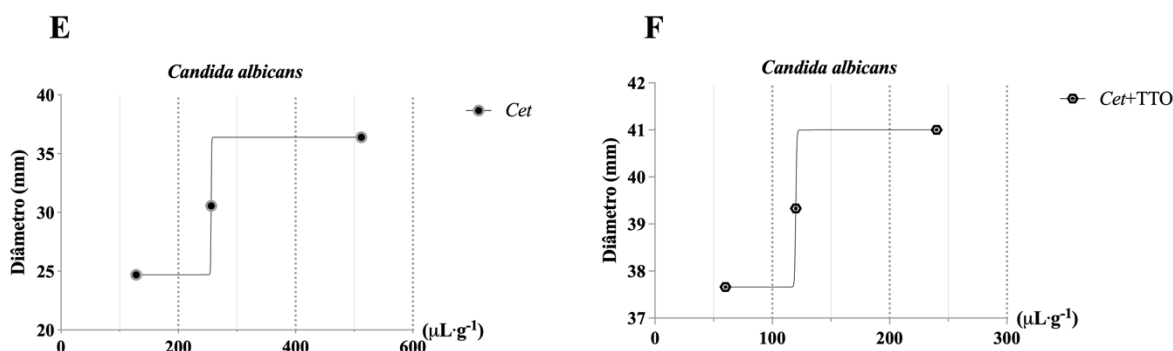 E
Candida albicans
Diâmetro (mm)
40
35
30
25
20
0
200
400
600
(µL·g⁻¹)
Cet
F
Candida albicans
Diâmetro (mm)
42
41
40
39
38
37
0
100
200
300
(µL·g⁻¹)
Cet+TTO